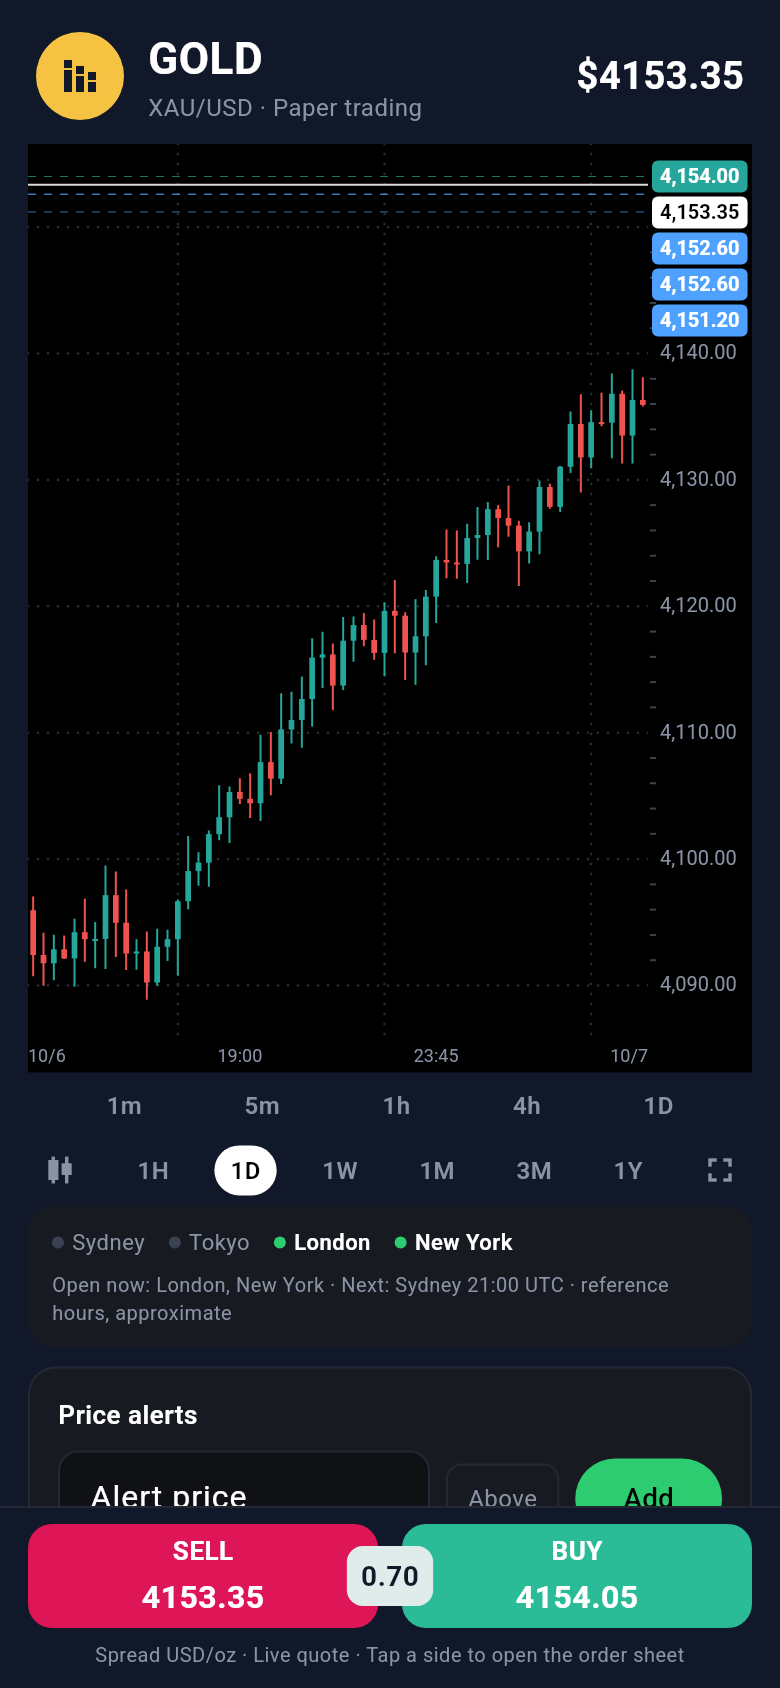 GOLD
XAU/USD · Paper trading
$4153.35
4,154.00
4,153.35
4,152.60
4,152.60
4,151.20
4,140.00
4,130.00
4,120.00
4,110.00
4,100.00
4,090.00
10/6 19:00 23:45 10/7
1m 5m 1h 4h 1D
1H 1D 1W 1M 3M 1Y
Sydney Tokyo London New York
Open now: London, New York · Next: Sydney 21:00 UTC · reference
hours, approximate
Price alerts
Alert price Above Add
SELL
4153.35
0.70
BUY
4154.05
Spread USD/oz · Live quote · Tap a side to open the order sheet